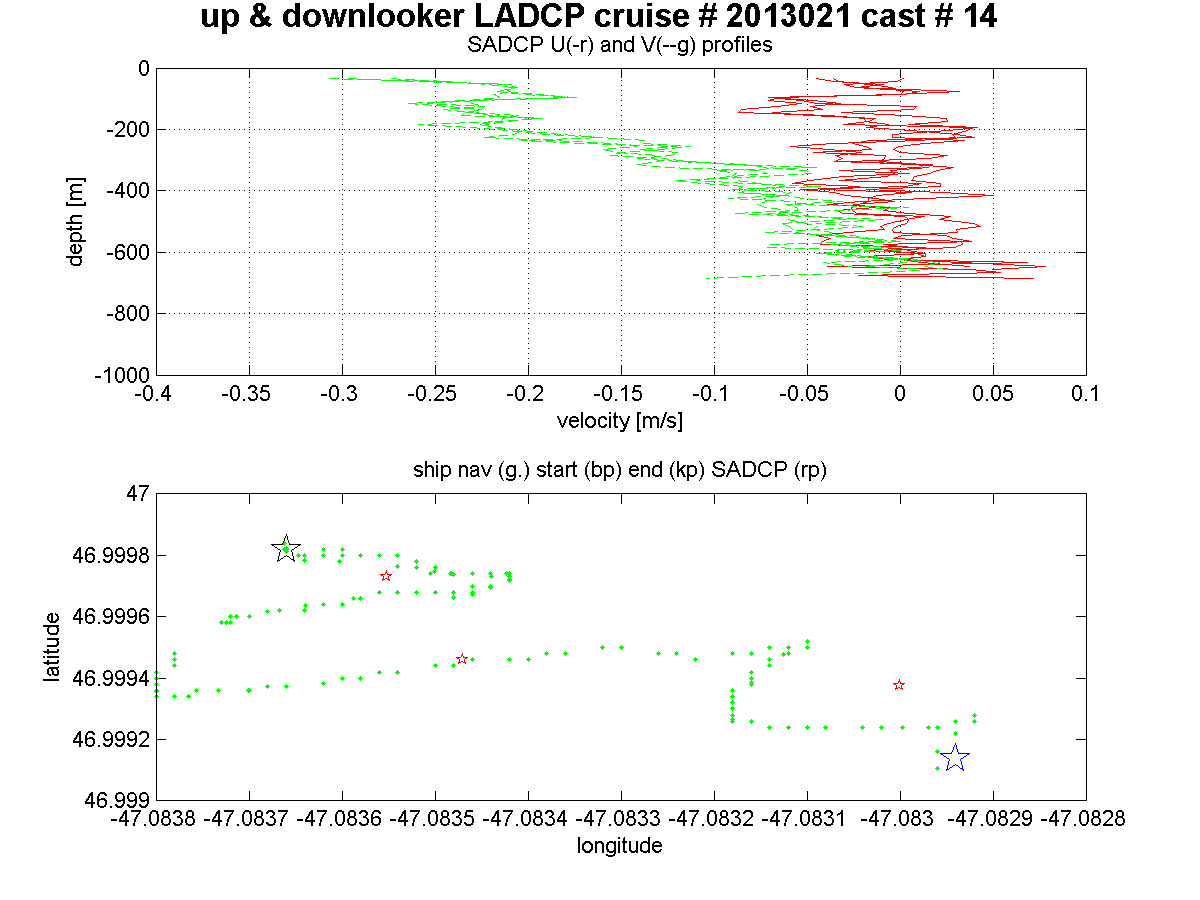 up & downlooker LADCP cruise # 2013021 cast # 14
SADCP U(-r) and V(--g) profiles
0
-200
-400
-600
-800
-1000
depth [m]
-0.4 -0.35 -0.3 -0.25 -0.2 -0.15 -0.1 -0.05 0 0.05 0.1
velocity [m/s]
ship nav (g.) start (bp) end (kp) SADCP (rp)
47
46.9998
46.9996
46.9994
46.9992
46.999
latitude
-47.0838 -47.0837 -47.0836 -47.0835 -47.0834 -47.0833 -47.0832 -47.0831 -47.083 -47.0829 -47.0828
longitude